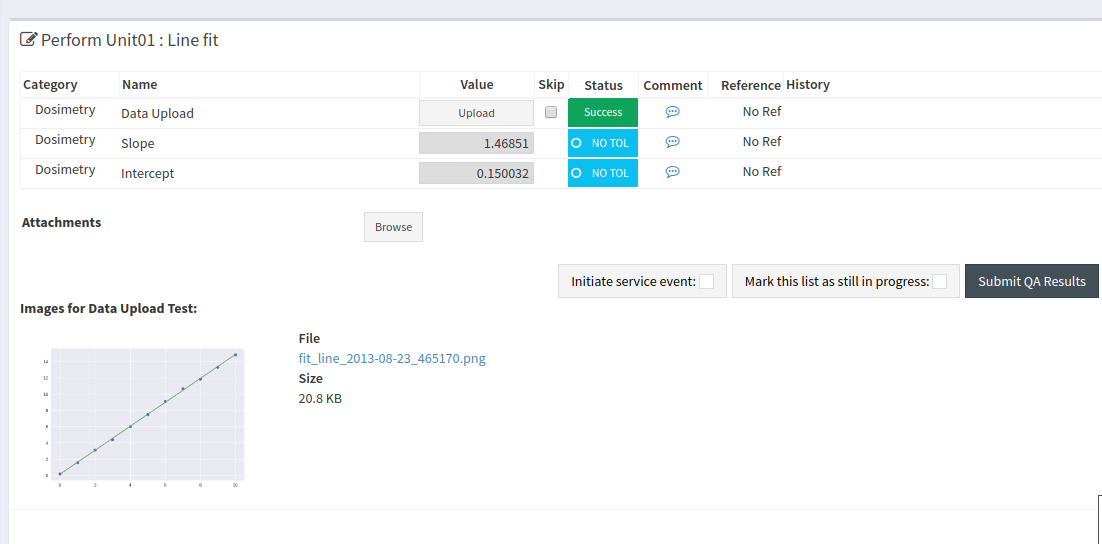 Perform Unit01 : Line fit
Category Name Value Skip Status Comment Reference History
Dosimetry Data Upload Upload Success No Ref
Dosimetry Slope 1.46851 NO TOL No Ref
Dosimetry Intercept 0.150032 NO TOL No Ref
Attachments Browse
Initiate service event: Mark this list as still in progress: Submit QA Results
Images for Data Upload Test:
File
fit_line_2013-08-23_465170.png
Size
20.8 KB
14
12
10
8
6
4
2
0
0 2 4 6 8 10